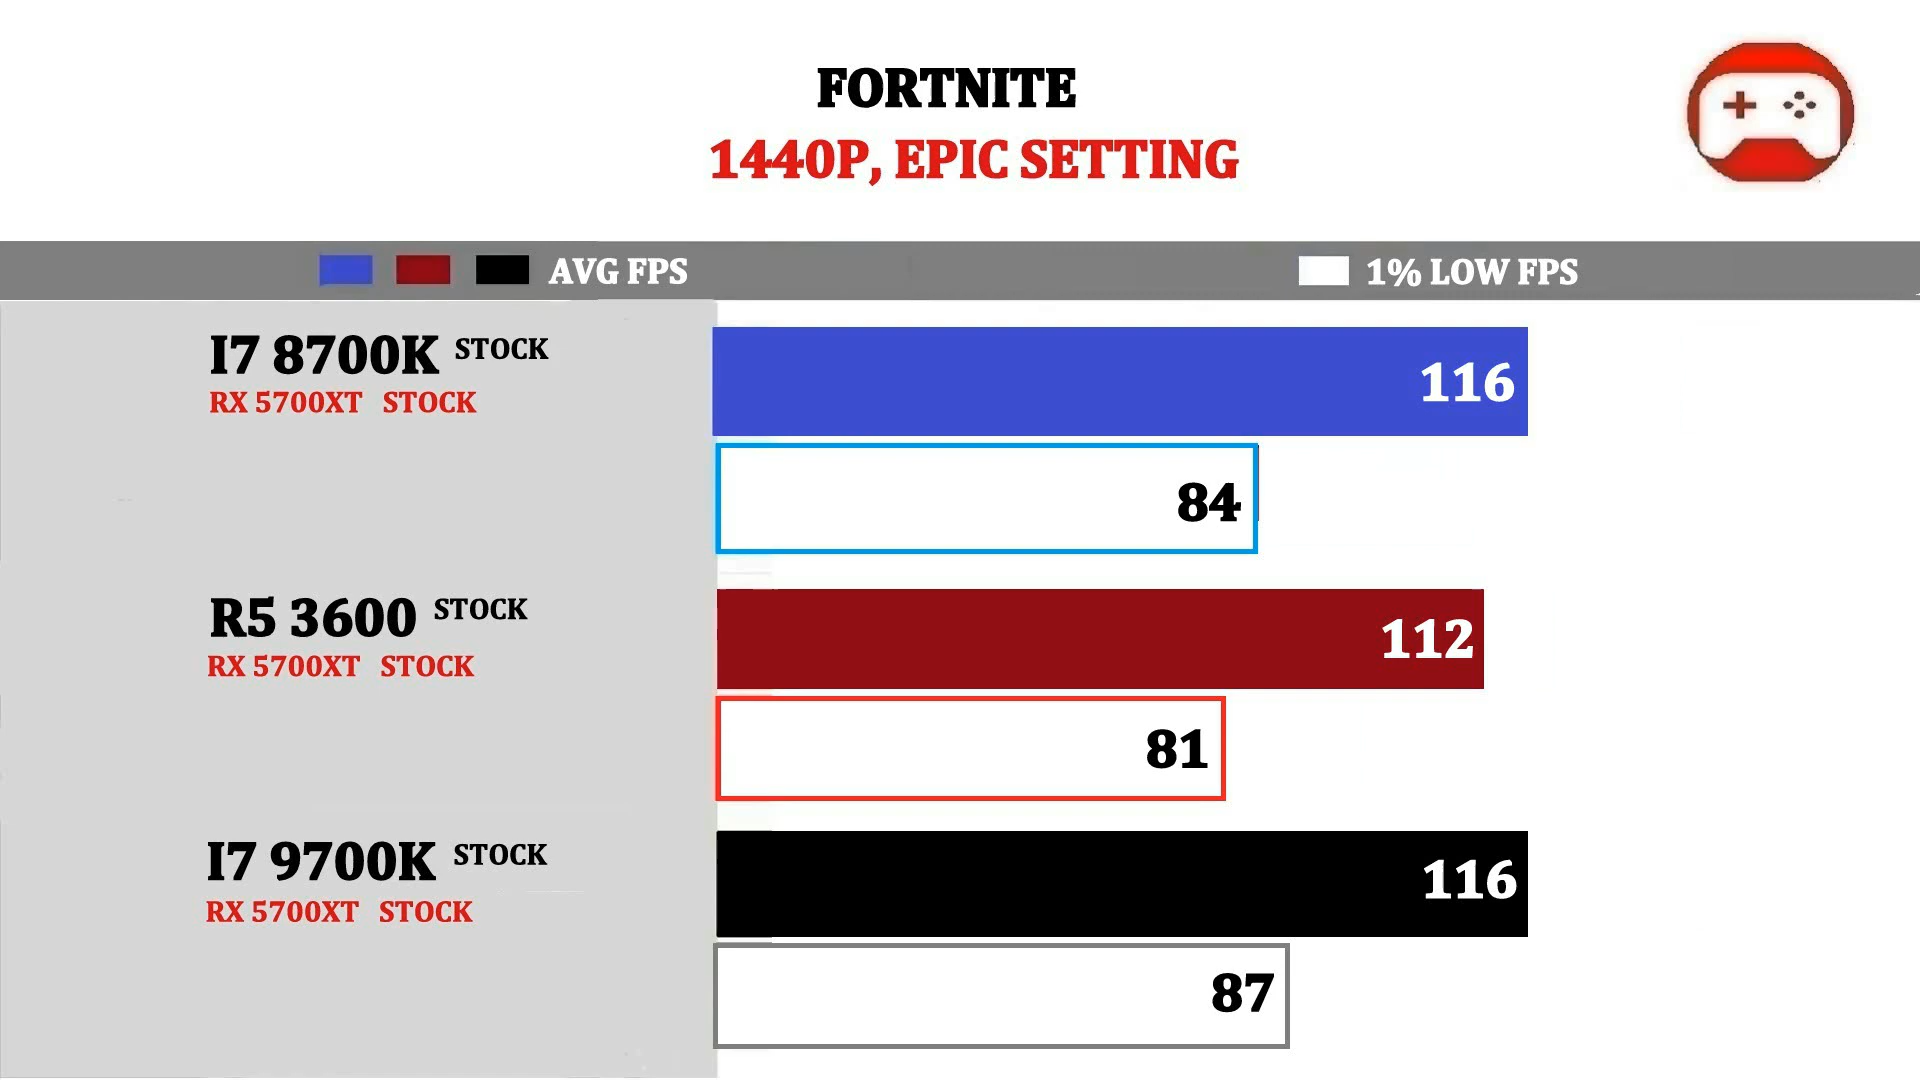 FORTNITE
1440P, EPIC SETTING
AVG FPS
1% LOW FPS
I7 8700K STOCK
RX 5700XT STOCK
116
84
R5 3600 STOCK
RX 5700XT STOCK
112
81
I7 9700K STOCK
RX 5700XT STOCK
116
87